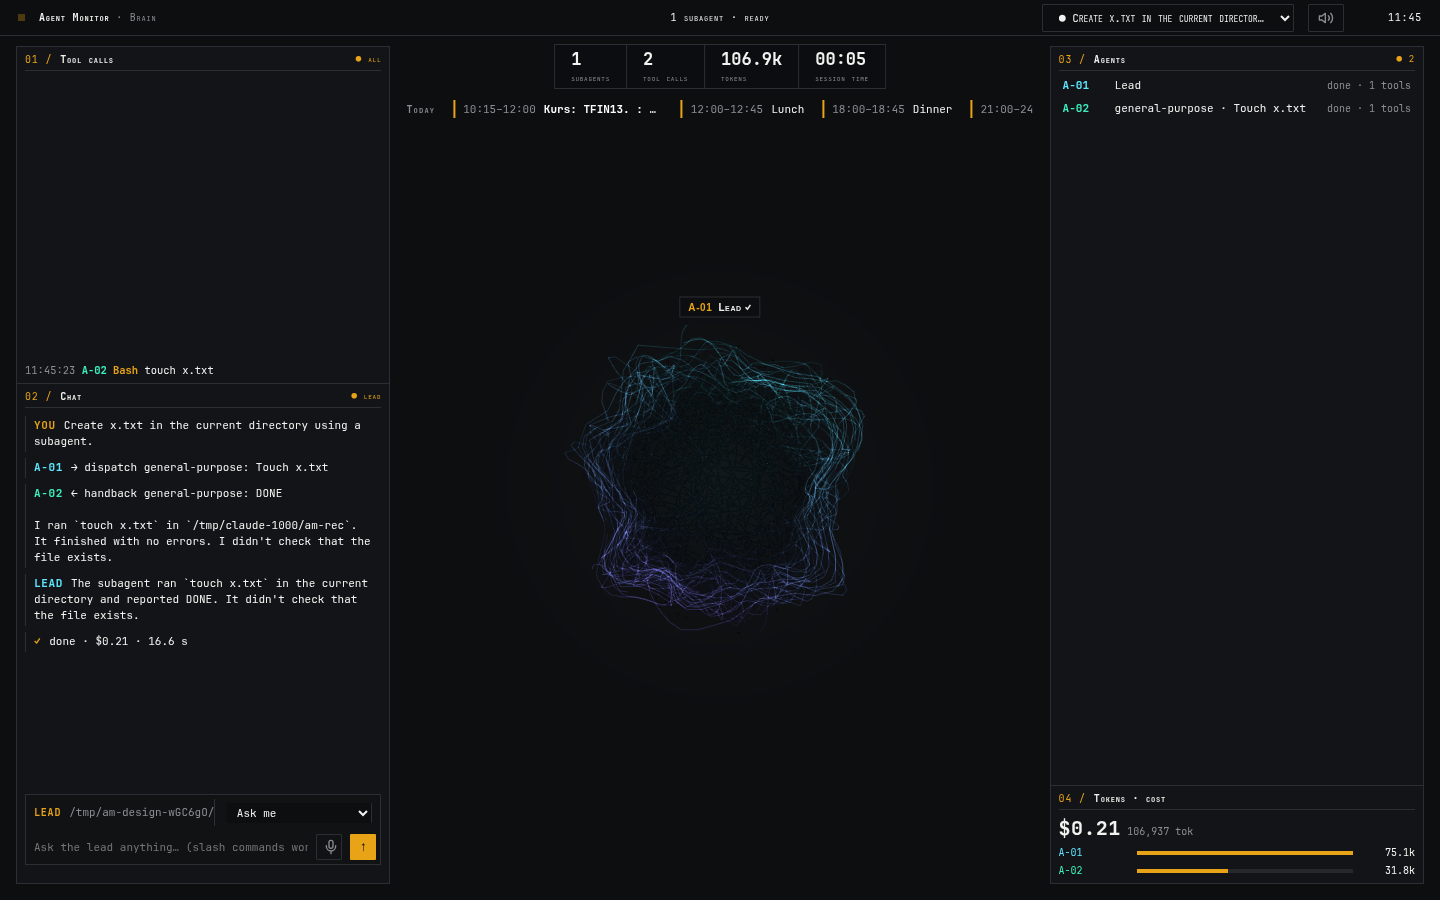 Agent Monitor · Brain
1 subagent · ready
Create x.txt in the current director…
11:45
01 / Tool calls
all
11:45:23 A-02 Bash touch x.txt
02 / Chat
lead
YOU Create x.txt in the current directory using a
subagent.
A-01 → dispatch general-purpose: Touch x.txt
A-02 ← handback general-purpose: DONE
I ran `touch x.txt` in `/tmp/claude-1000/am-rec`.
It finished with no errors. I didn't check that the
file exists.
LEAD The subagent ran `touch x.txt` in the current
directory and reported DONE. It didn't check that
the file exists.
✓ done · $0.21 · 16.6 s
LEAD /tmp/am-design-wGC6gO/
Ask me
Ask the lead anything… (slash commands wor
↑
1 2 106.9k 00:05
subagents tool calls tokens session time
Today 10:15–12:00 Kurs: TFIN13. : … 12:00–12:45 Lunch 18:00–18:45 Dinner 21:00–24
A-01 Lead ✓
03 / Agents
2
A-01 Lead done · 1 tools
A-02 general-purpose · Touch x.txt done · 1 tools
04 / Tokens · cost
$0.21 106,937 tok
A-01 75.1k
A-02 31.8k